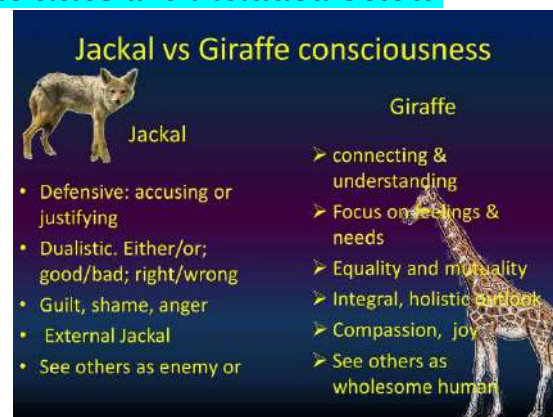 Jackal vs Giraffe consciousness
Jackal
• Defensive: accusing or
justifying
• Dualistic. Either/or;
good/bad; right/wrong
• Guilt, shame, anger
• External Jackal
• See others as enemy or
Giraffe
➢ connecting &
understanding
➢ Focus on feelings &
needs
➢ Equality and mutuality
➢ Integral, holistic outlook
➢ Compassion, joy
➢ See others as
wholesome human